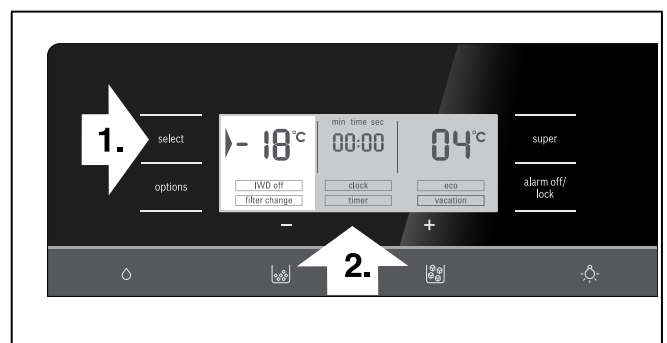 1.
select
options
- 18°C
IWD off
filter change
min time sec
00:00
clock
timer
04°C
eco
vacation
super
alarm off/
lock
− +
2.